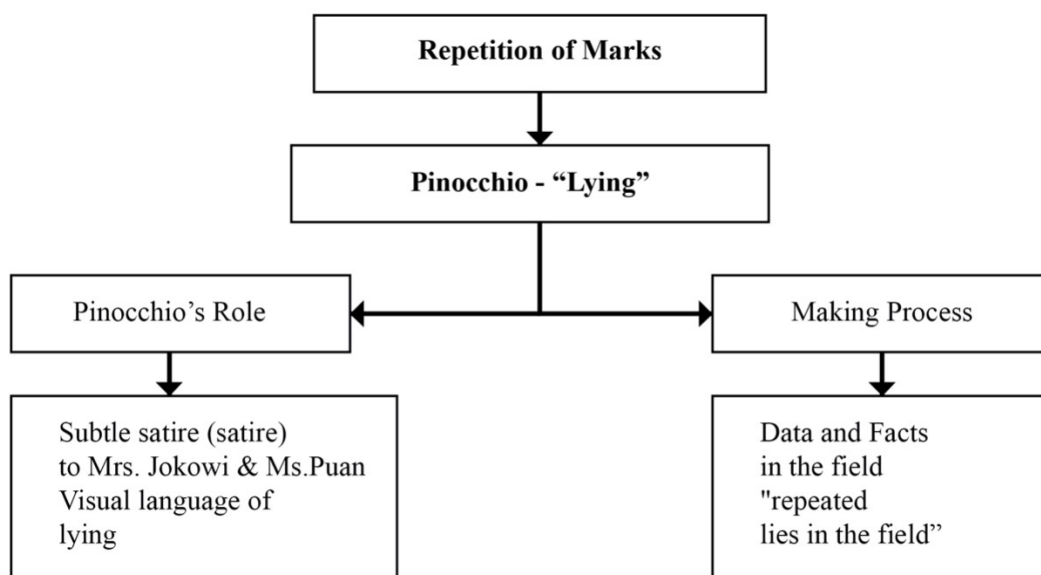 Repetition of Marks
Pinocchio - “Lying”
Pinocchio’s Role
Making Process
Subtle satire (satire)
to Mrs. Jokowi & Ms.Puan
Visual language of
lying
Data and Facts
in the field
"repeated
lies in the field”